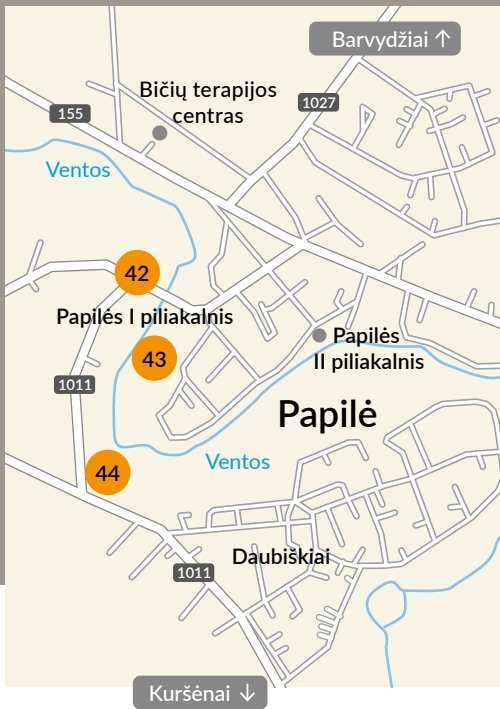 Barvydžiai ↑
Bičių terapijos
centras
1027
155
Ventos
42
Papilės I piliakalnis
Papilės
II piliakalnis
43
1011
Papilė
Ventos
44
Daubiškiai
1011
Kuršėnai ↓